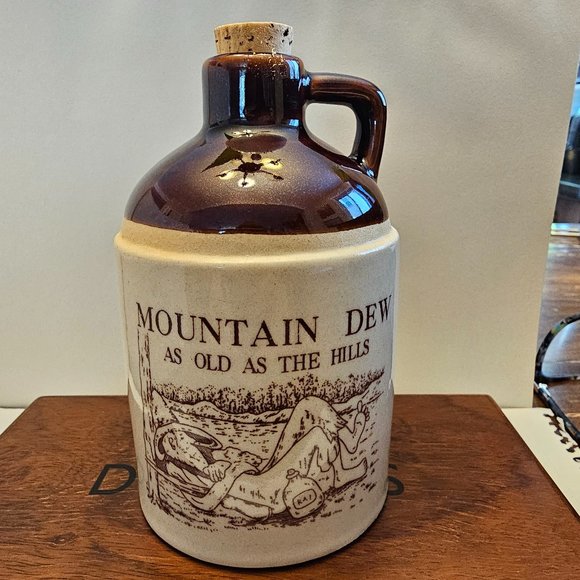 MOUNTAIN DEW
AS OLD AS THE HILLS